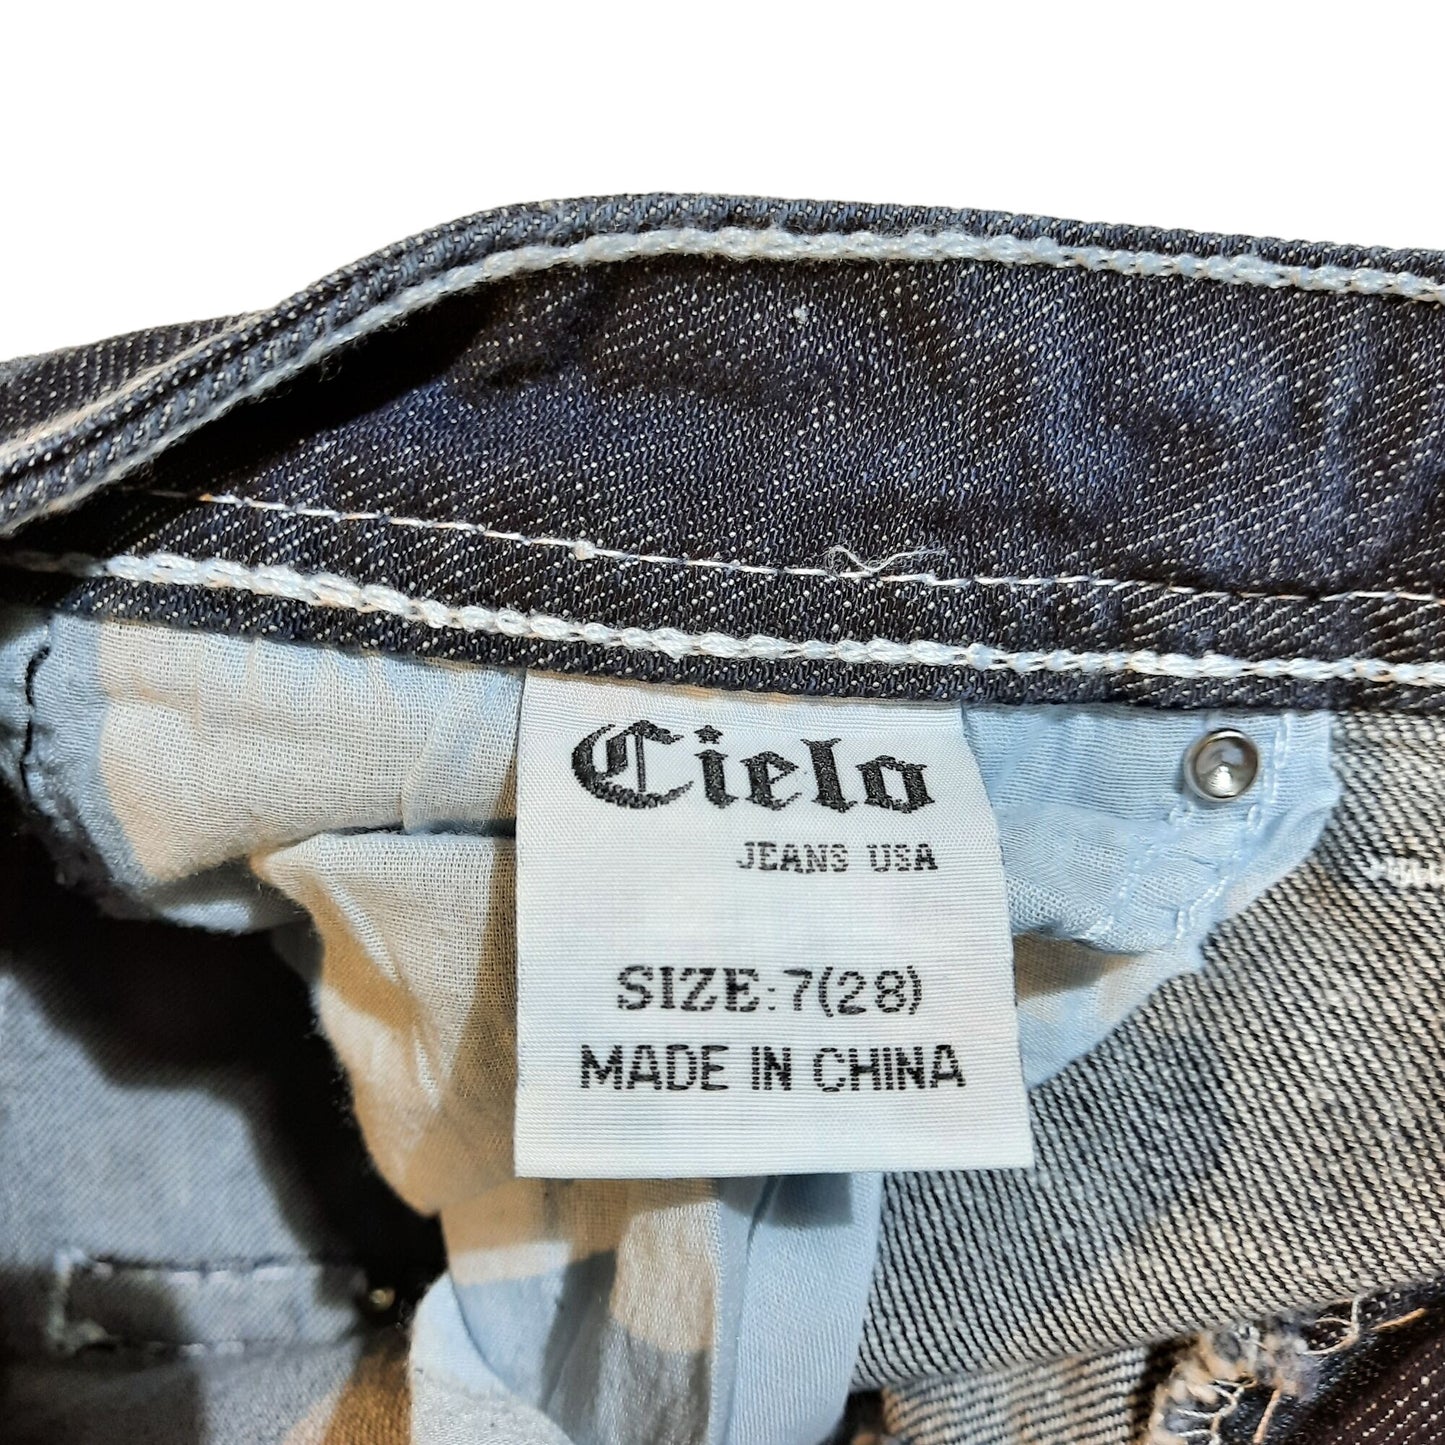 Cielo
JEANS USA
SIZE: 7(28)
MADE IN CHINA